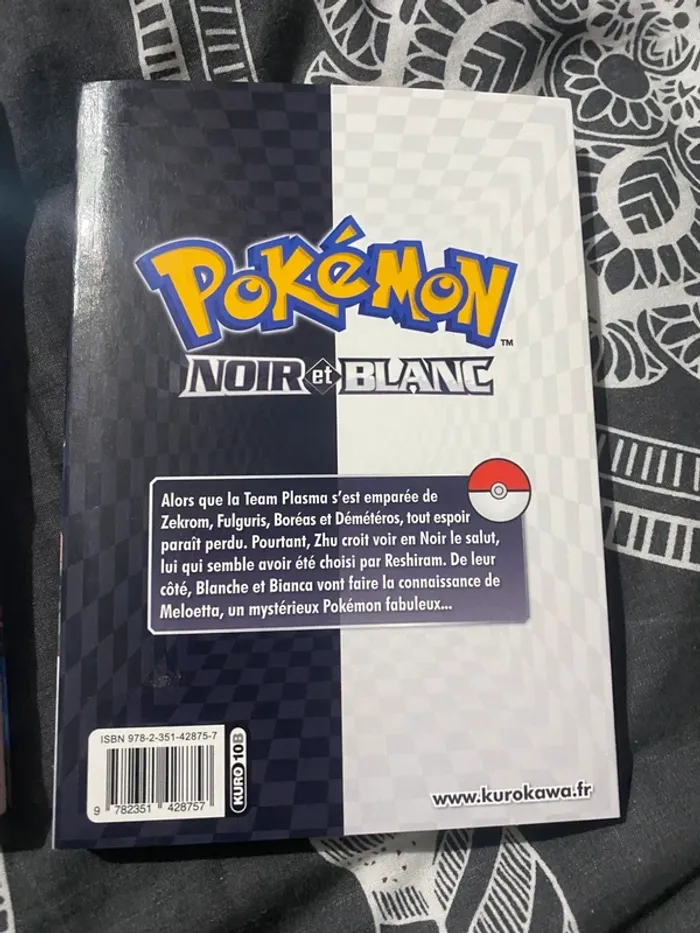 POKÉMON
TM
NOIR et BLANC
Alors que la Team Plasma s'est emparée de
Zekrom, Fulguris, Boréas et Démétéros, tout espoir
paraît perdu. Pourtant, Zhu croit voir en Noir le salut,
lui qui semble avoir été choisi par Reshiram. De leur
côté, Blanche et Bianca vont faire la connaissance de
Meloetta, un mystérieux Pokémon fabuleux...
ISBN 978-2-351-42875-7
9 782351 428757
KURO 10B
www.kurokawa.fr